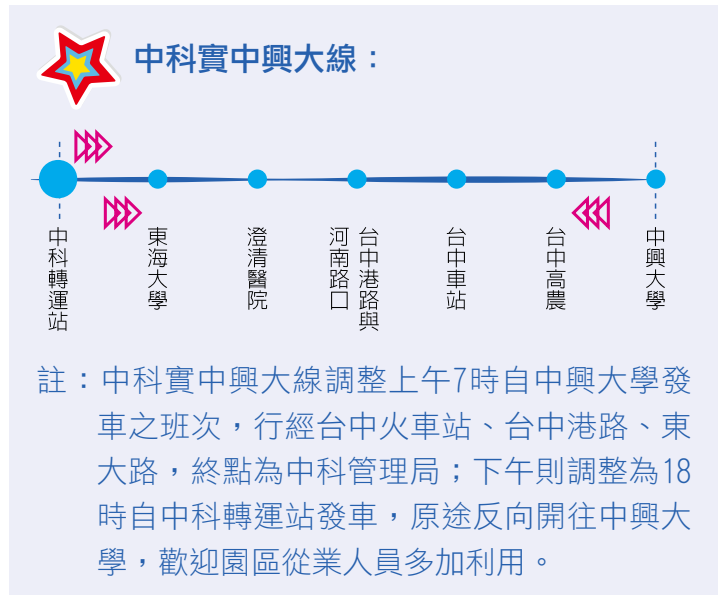 中科實中興大線：
中科轉運站
東海大學
澄清醫院
台中港路與
河南路口
台中車站
台中高農
中興大學
註：中科實中興大線調整上午7時自中興大學發
車之班次，行經台中火車站、台中港路、東
大路，終點為中科管理局；下午則調整為18
時自中科轉運站發車，原途反向開往中興大
學，歡迎園區從業人員多加利用。